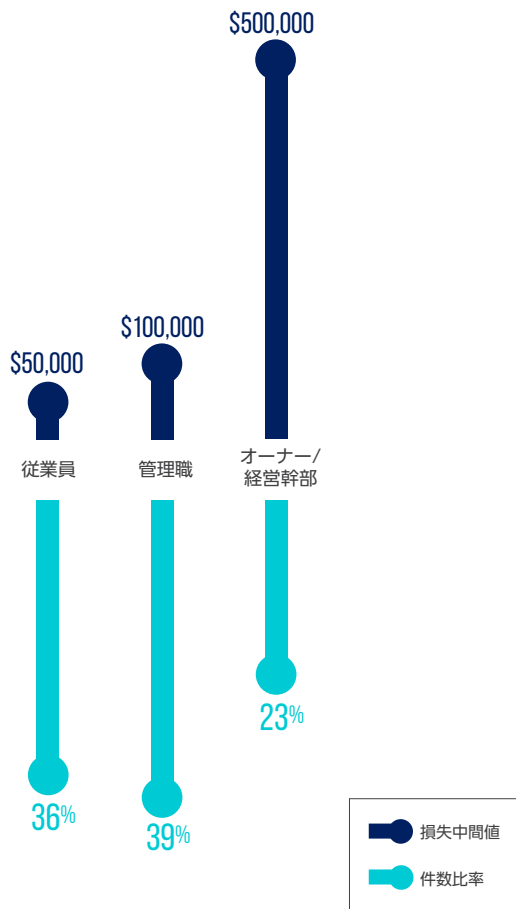 $500,000
$100,000
$50,000
従業員
管理職
オーナー/
経営幹部
23%
36%
39%
損失中間値
件数比率